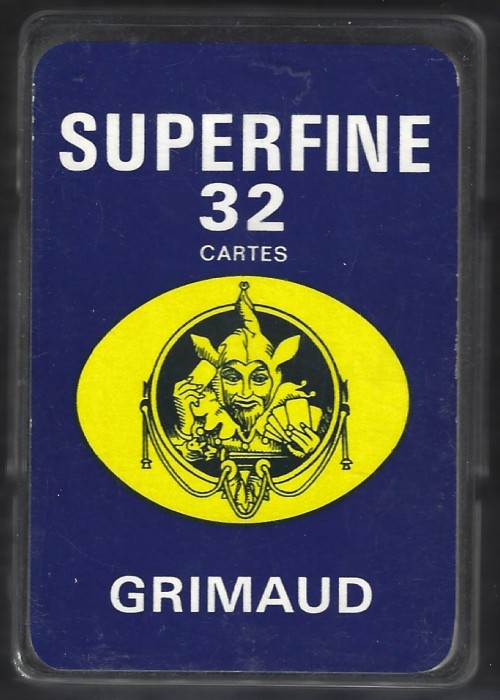 SUPERFINE
32
CARTES
GRIMAUD